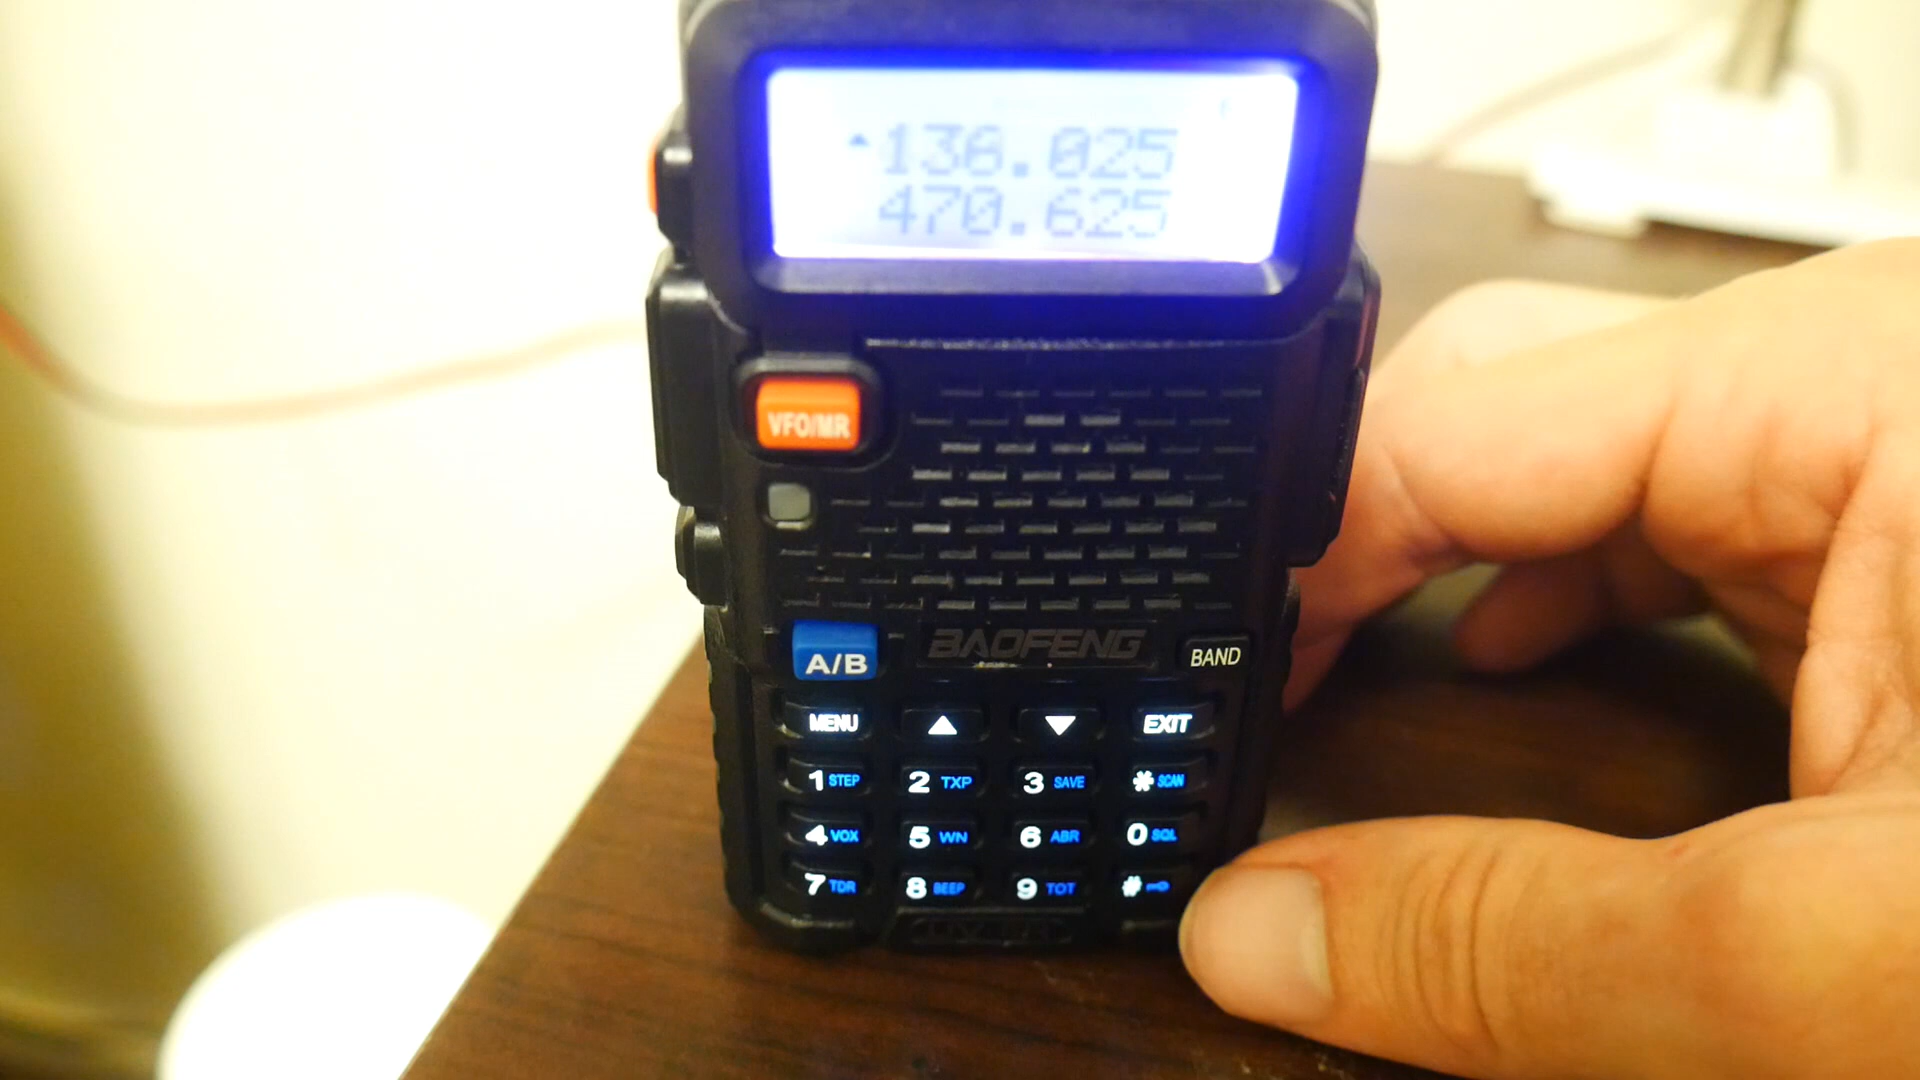 136.025
470.625
VFO/MR
A/B
BAOFENG
BAND
MENU ▲ ▼ EXIT
1 STEP 2 TXP 3 SAVE * SCAN
4 VOX 5 WN 6 ABR 0 SQL
7 TDR 8 BEEP 9 TOT #